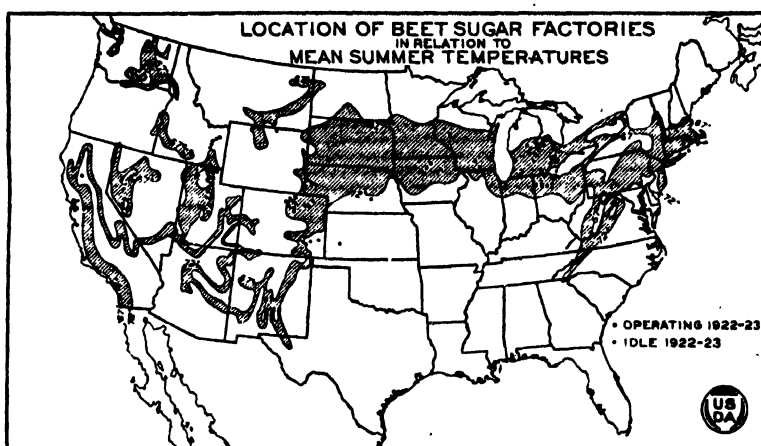 LOCATION OF BEET SUGAR FACTORIES
IN RELATION TO
MEAN SUMMER TEMPERATURES
• OPERATING 1922-23
• IDLE 1922-23
US
DA